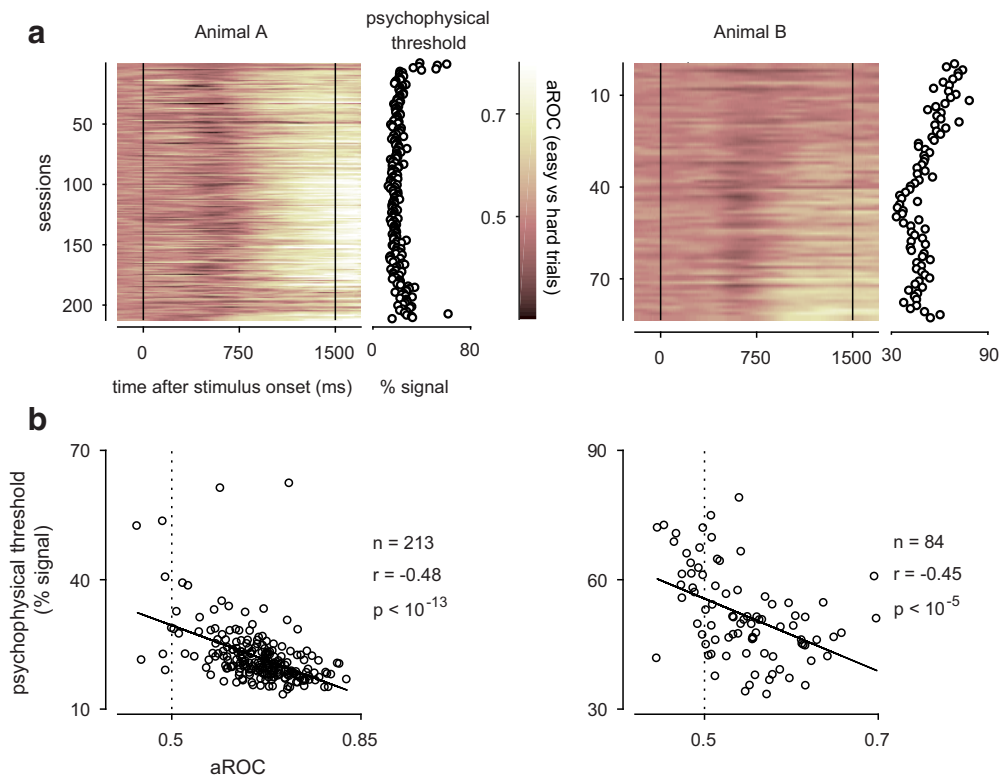 a
Animal A
psychophysical
threshold
Animal B
sessions
50
100
150
200
0
750
1500
time after stimulus onset (ms)
0
80
% signal
0.7
0.5
aROC (easy vs hard trials)
10
40
70
0
750
1500
30
90
b
psychophysical threshold
(% signal)
70
40
10
n = 213
r = -0.48
p < 10⁻¹³
0.5
0.85
aROC
90
60
30
n = 84
r = -0.45
p < 10⁻⁵
0.5
0.7